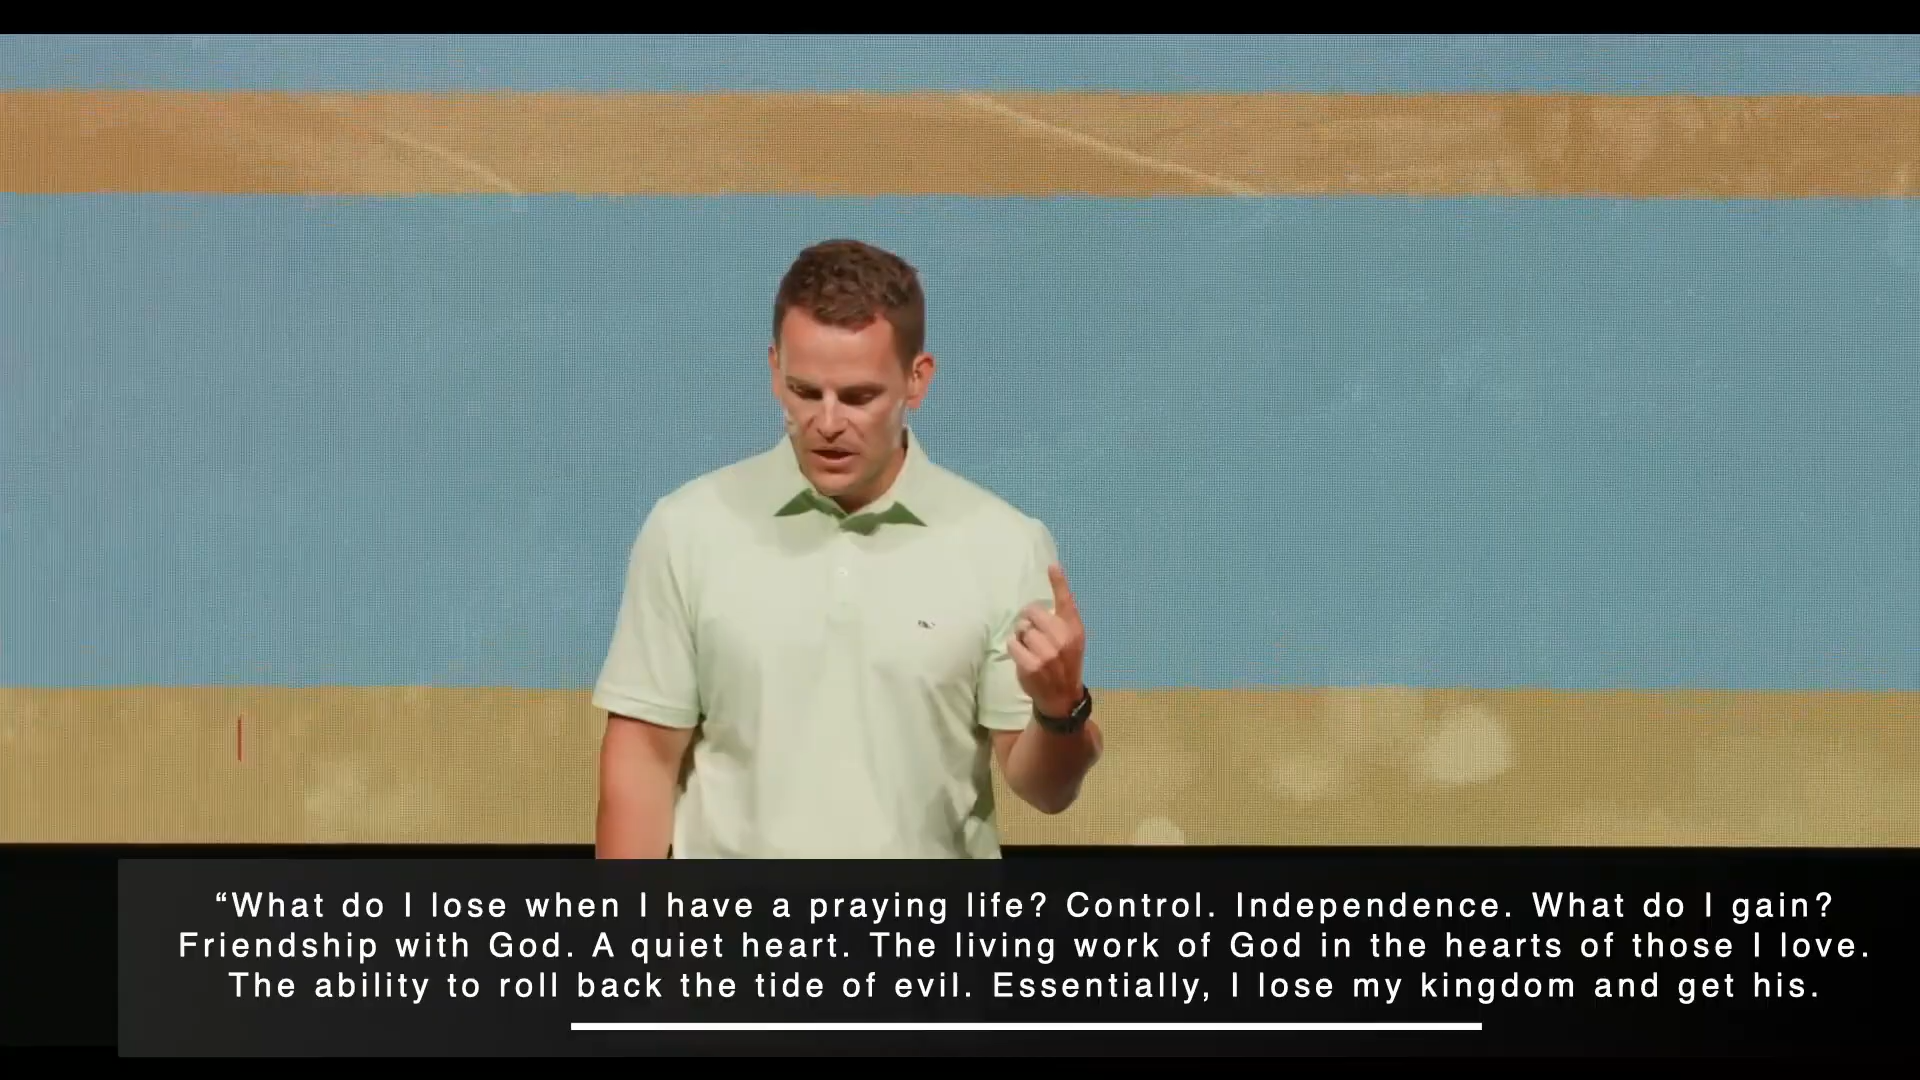 “What do I lose when I have a praying life? Control. Independence. What do I gain?
Friendship with God. A quiet heart. The living work of God in the hearts of those I love.
The ability to roll back the tide of evil. Essentially, I lose my kingdom and get his.